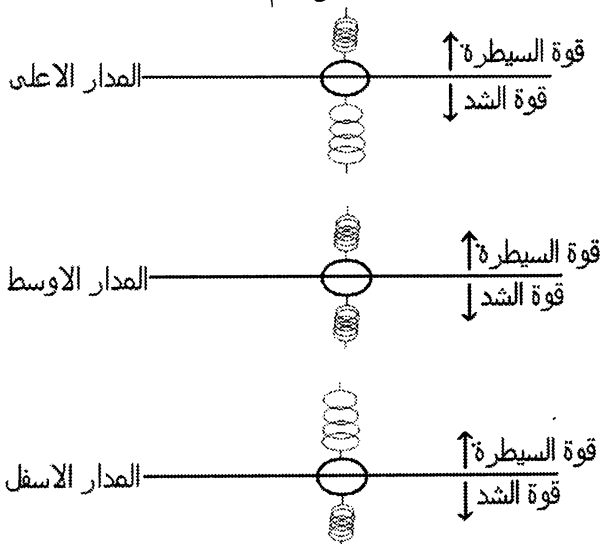 قوة السيطرة
المدار الاعلى
قوة الشد
قوة السيطرة
المدار الاوسط
قوة الشد
قوة السيطرة
المدار الاسفل
قوة الشد